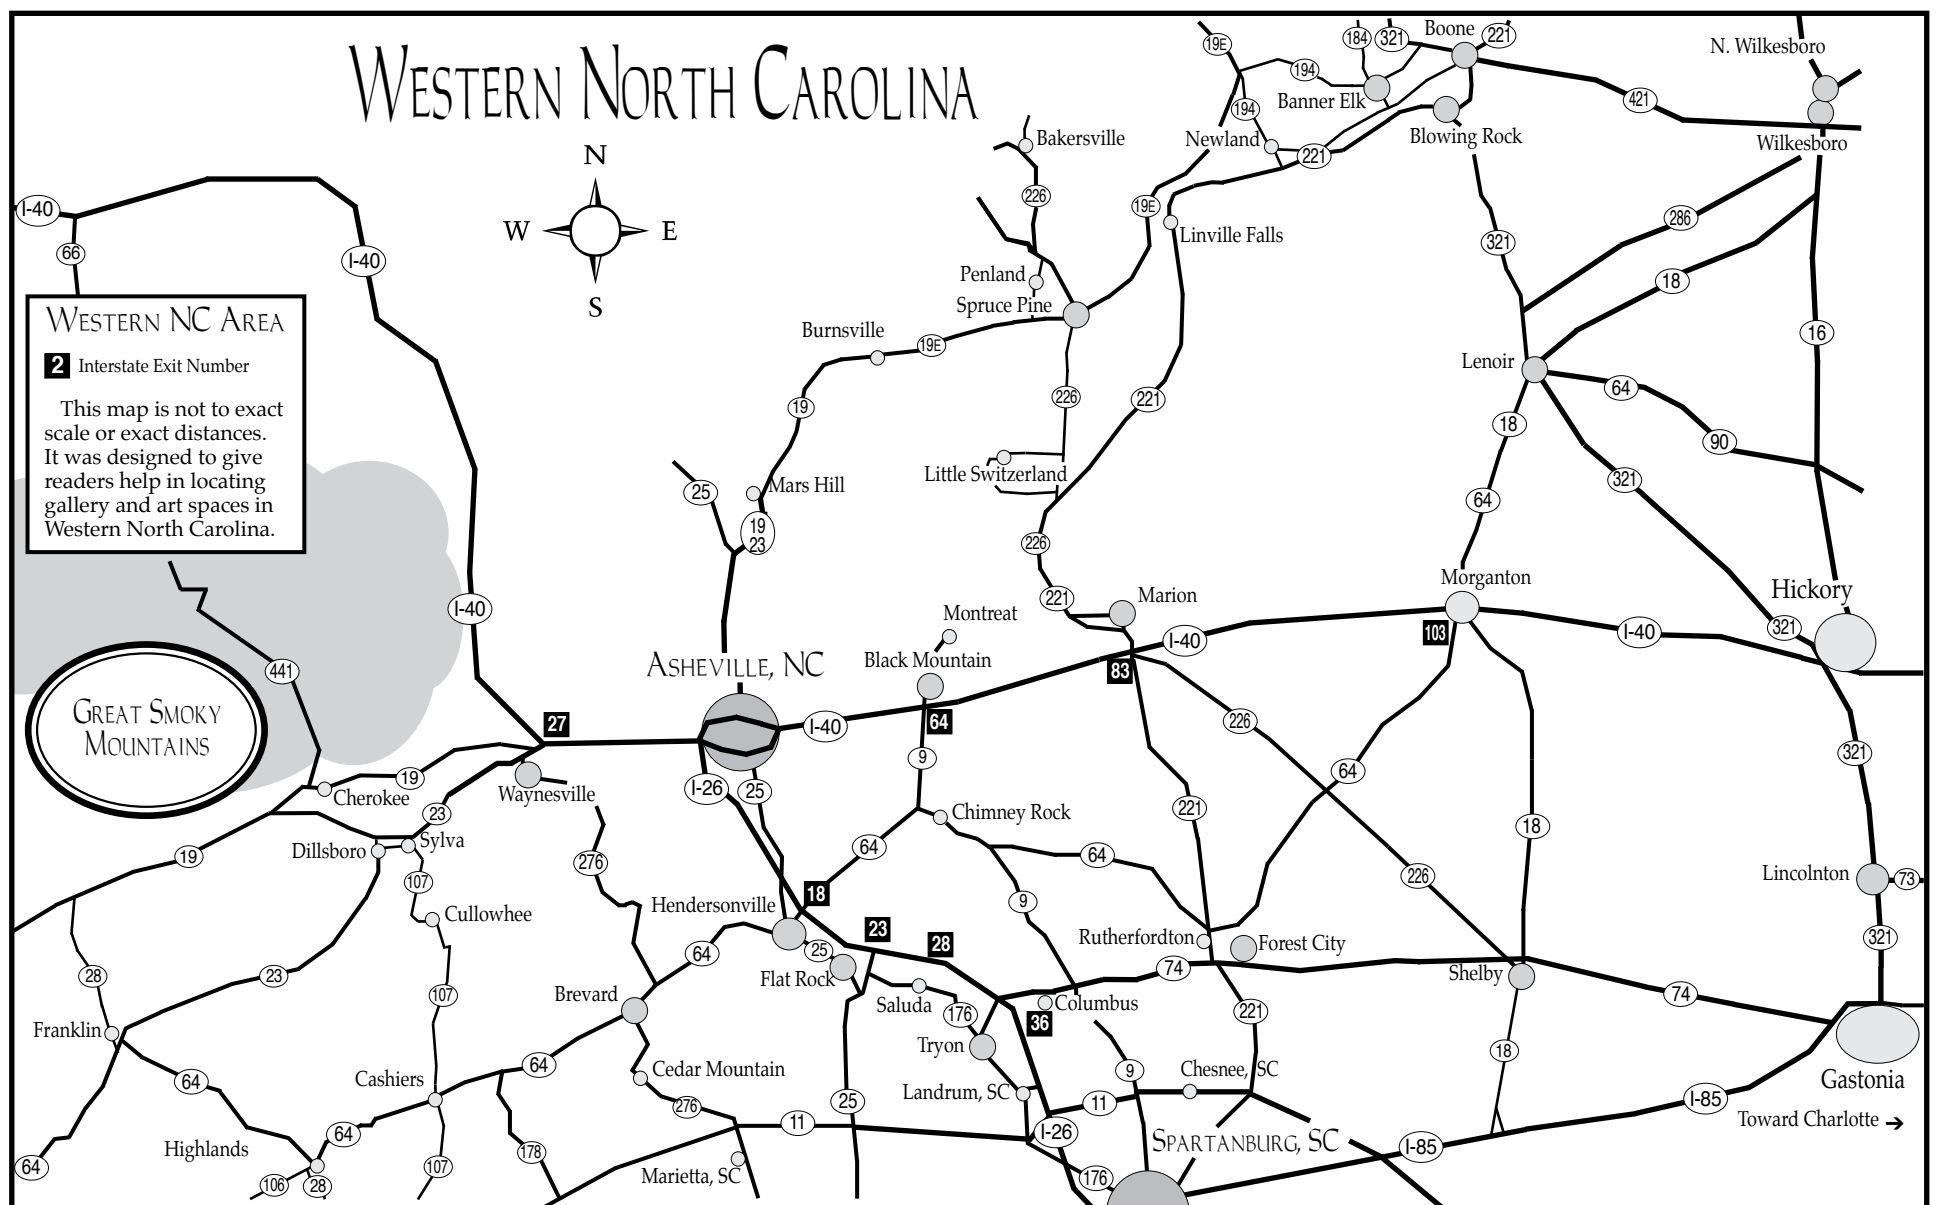 WESTERN NORTH CAROLINA
N
W E
S
WESTERN NC AREA
2 Interstate Exit Number
This map is not to exact
scale or exact distances.
It was designed to give
readers help in locating
gallery and art spaces in
Western North Carolina.
19E
184
321
Boone
221
N. Wilkesboro
194
Banner Elk
194
421
Newland
221
Blowing Rock
Wilkesboro
Bakersville
226
19E
Linville Falls
I-40
66
I-40
321
286
18
16
Penland
Spruce Pine
Burnsville
19E
19
226
221
Lenoir
64
18
90
321
64
Little Switzerland
25
Mars Hill
19
23
226
221
Marion
Morganton
Hickory
I-40
Montreat
Black Mountain
I-40
103
I-40
321
ASHEVILLE, NC
83
441
GREAT SMOKY
MOUNTAINS
27
I-40
64
226
321
9
64
19
Cherokee
Waynesville
I-26
25
23
Chimney Rock
221
18
Dillsboro
Sylva
19
276
64
64
226
Lincolnton
73
107
18
9
Cullowhee
Hendersonville
23
28
Rutherfordton
Forest City
321
64
25
74
Shelby
28
23
Flat Rock
107
Brevard
Saluda
176
Columbus
36
221
74
Franklin
Tryon
18
64
64
Cashiers
Cedar Mountain
Landrum, SC
9
Chesnee, SC
Gastonia
276
25
11
I-85
11
Toward Charlotte →
64
Highlands
178
I-26
SPARTANBURG, SC
I-85
64
107
Marietta, SC
176
106
28